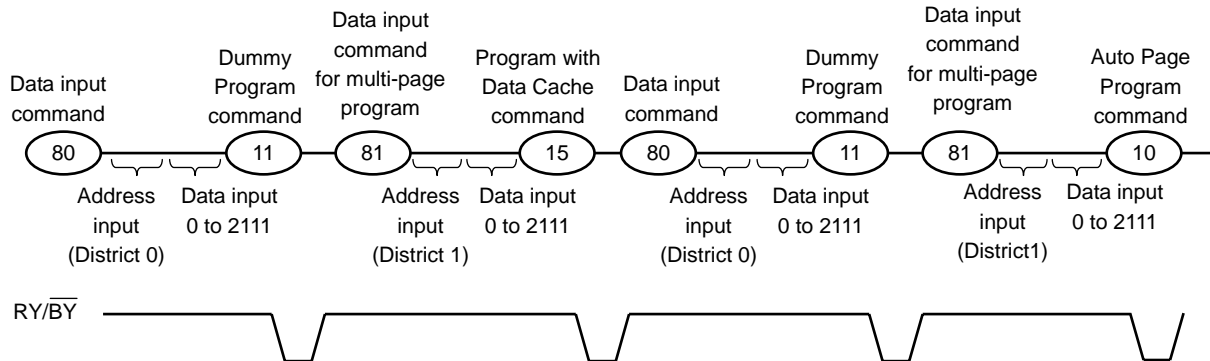 Data input
command
Dummy
Program
command
Data input
command
for multi-page
program
Program with
Data Cache
command
Data input
command
Dummy
Program
command
Data input
command
for multi-page
program
Auto Page
Program
command
80
11
81
15
80
11
81
10
Address
input
(District 0)
Data input
0 to 2111
Address
input
(District 1)
Data input
0 to 2111
Address
input
(District 0)
Data input
0 to 2111
Address
input
(District1)
Data input
0 to 2111
RY/B̅Y̅